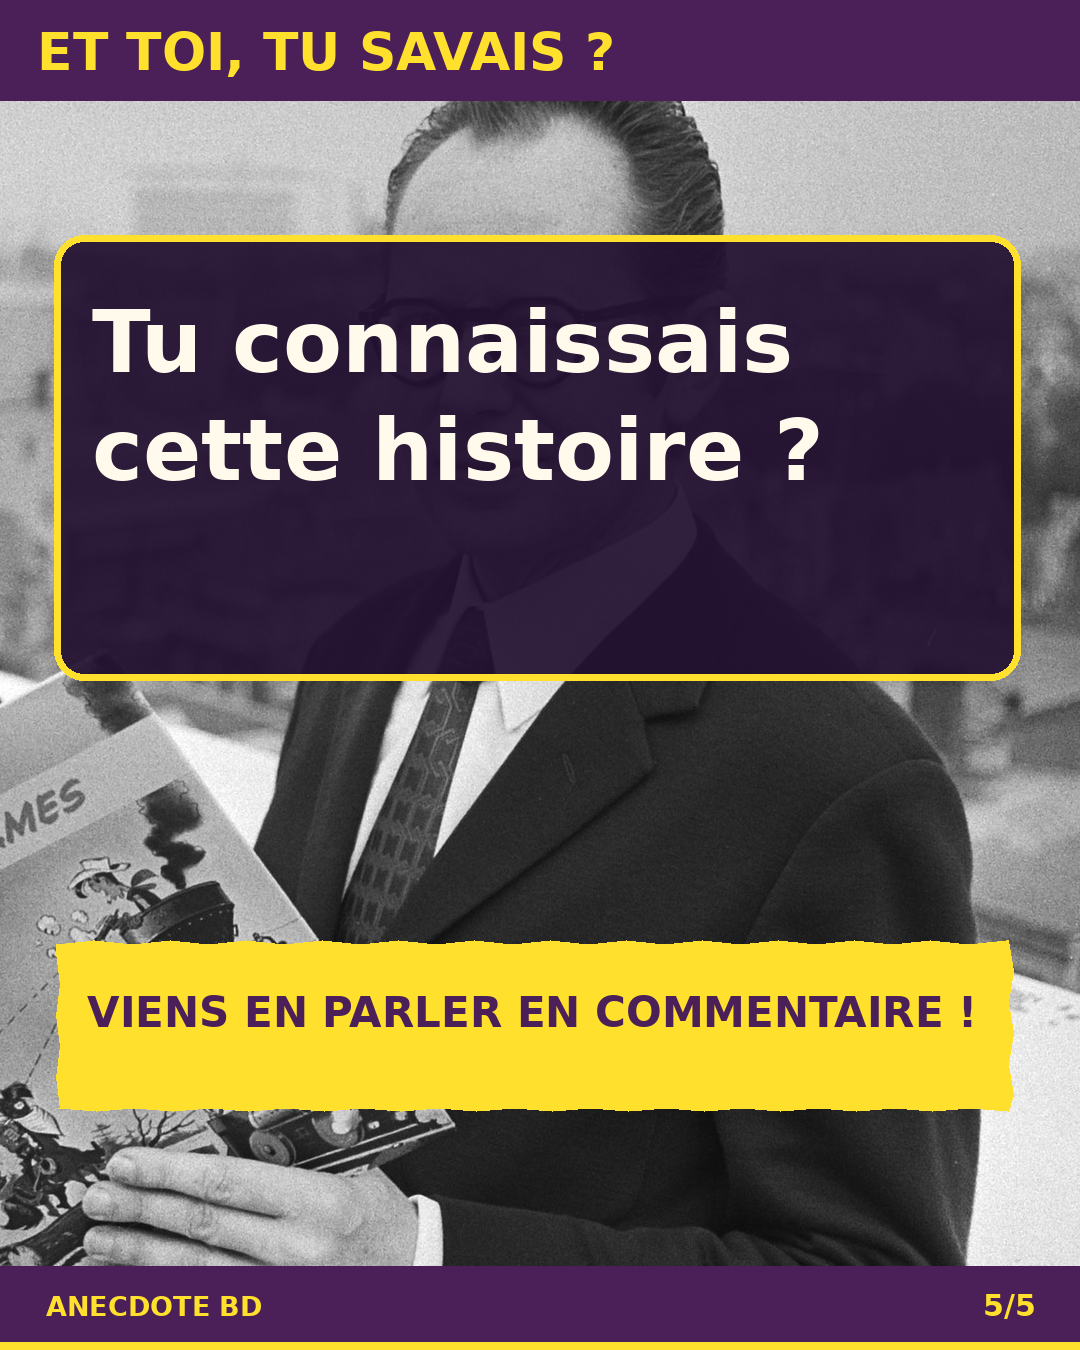 ET TOI, TU SAVAIS ?
Tu connaissais
cette histoire ?
VIENS EN PARLER EN COMMENTAIRE !
ANECDOTE BD
5/5